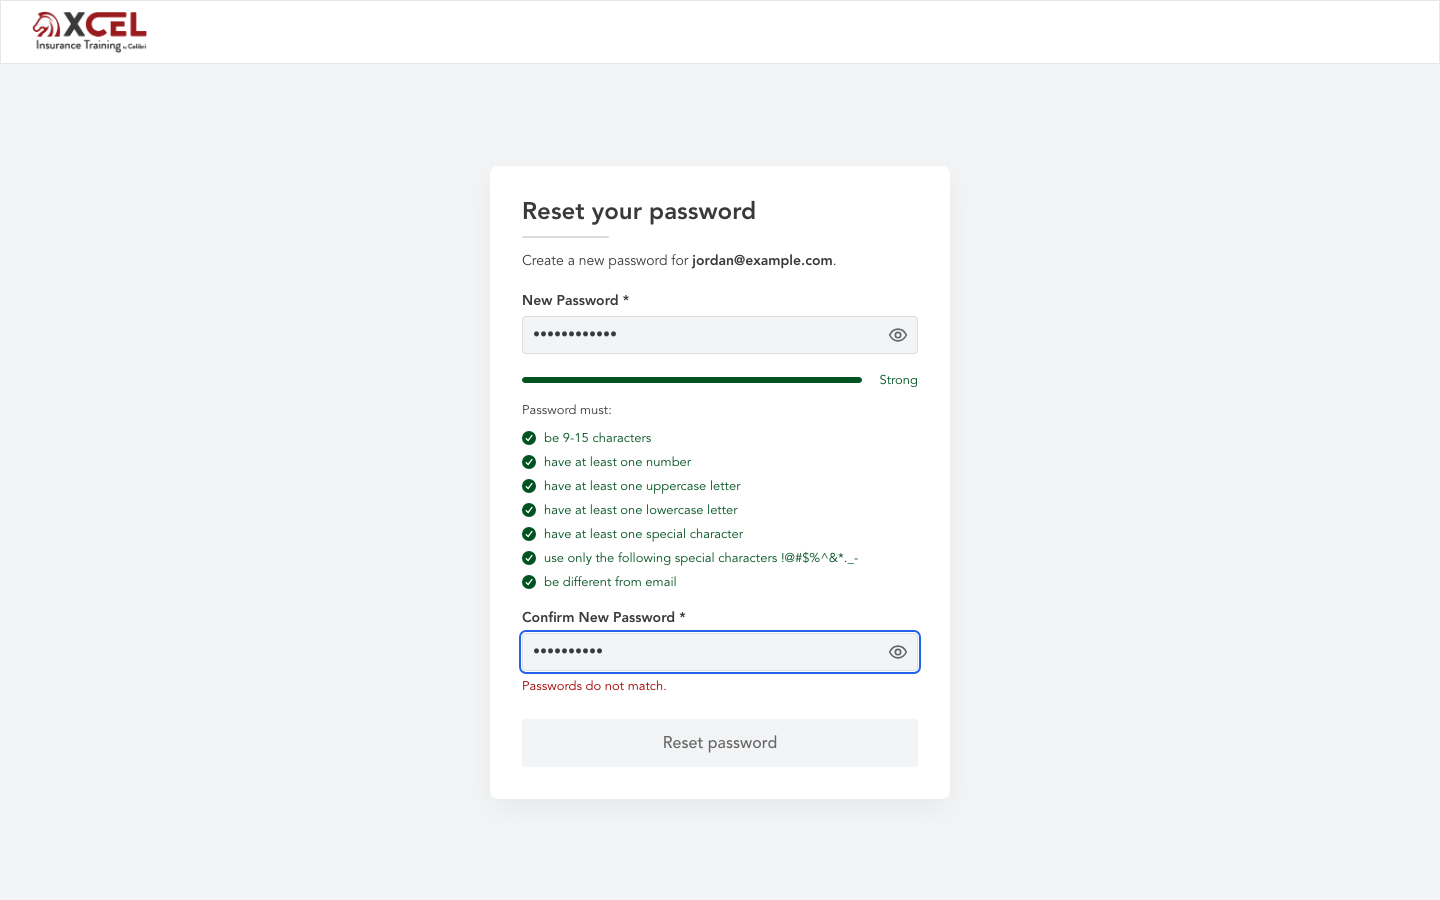 XCEL
Insurance Training by Colibri
Reset your password
Create a new password for jordan@example.com.
New Password *
••••••••••••
Strong
Password must:
be 9-15 characters
have at least one number
have at least one uppercase letter
have at least one lowercase letter
have at least one special character
use only the following special characters !@#$%^&*._-
be different from email
Confirm New Password *
••••••••••
Passwords do not match.
Reset password